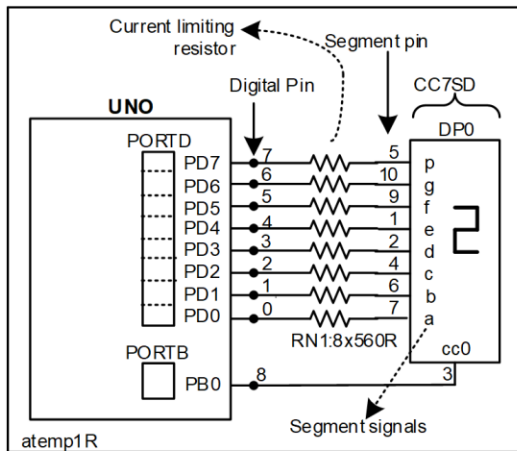 Current limiting
resistor
Segment pin
Digital Pin
CC7SD
UNO
DP0
PORTD
PD7 7 5 p
PD6 6 10 g
PD5 5 9 f
PD4 4 1 e
PD3 3 2 d
PD2 2 4 c
PD1 1 6 b
PD0 0 7 a
RN1:8x560R
PORTB
cc0
PB0 8 3
Segment signals
atemp1R